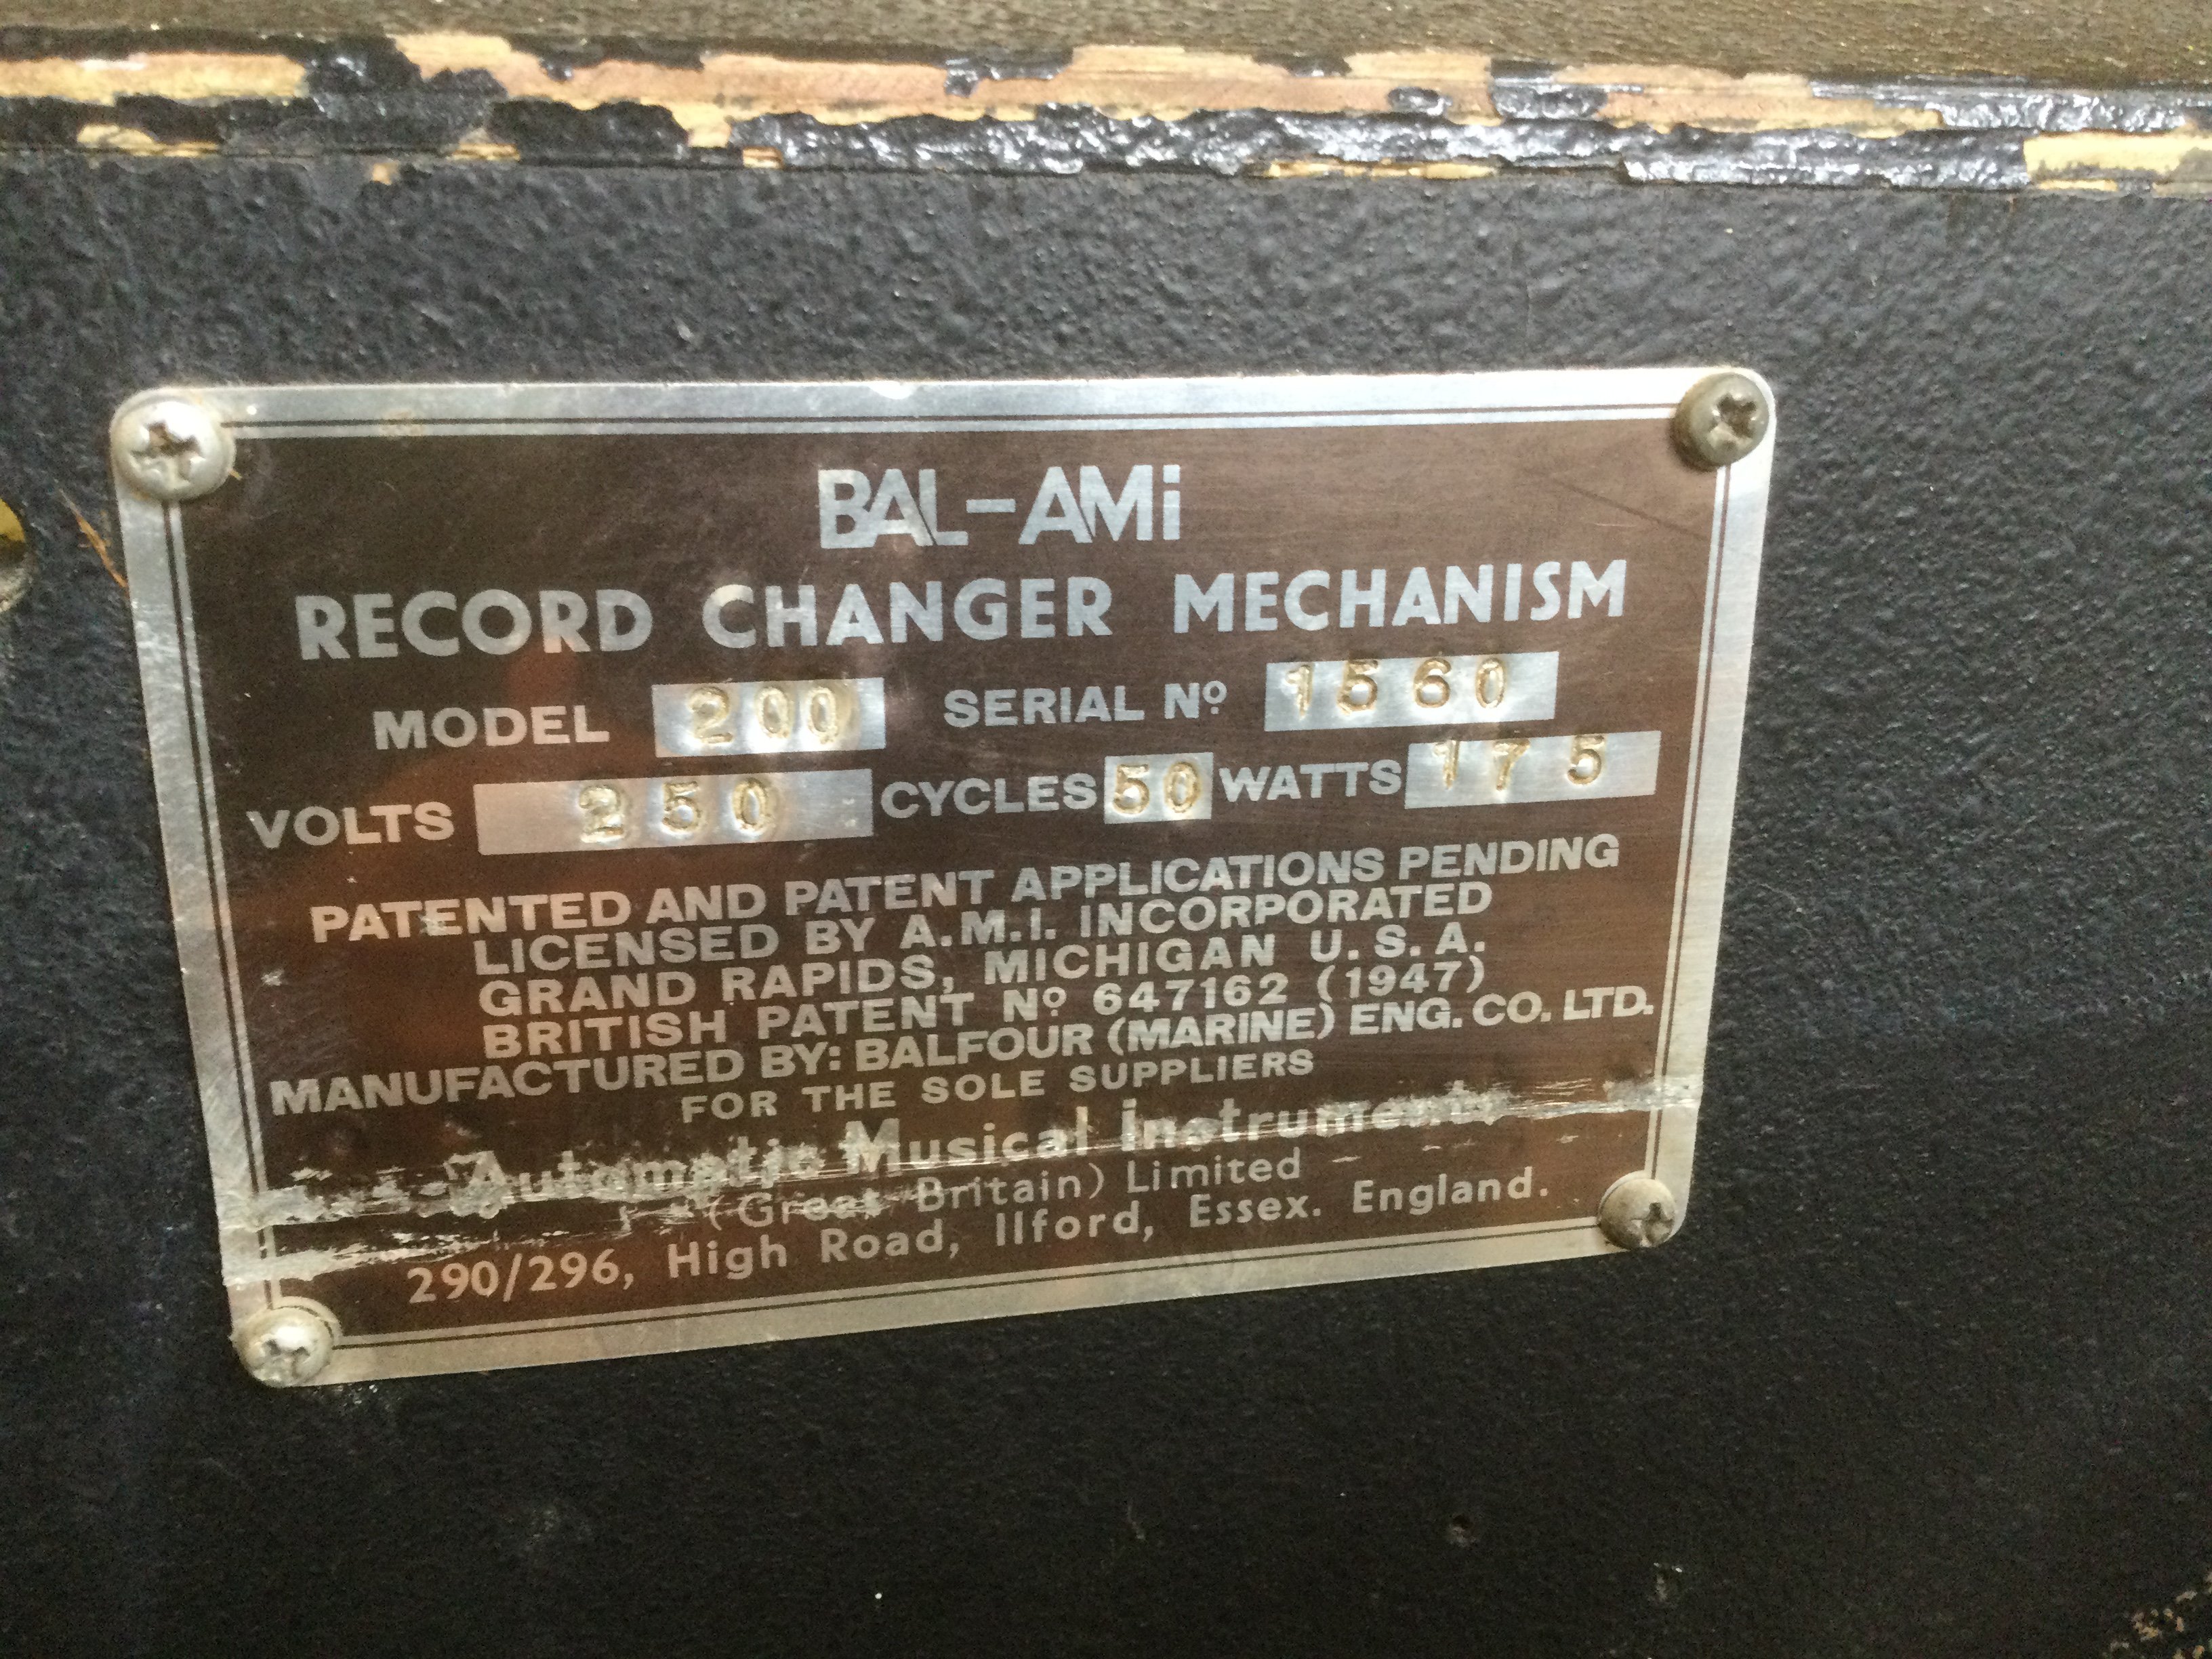 BAL-AMi
RECORD CHANGER MECHANISM
MODEL 200 SERIAL Nº 1560
VOLTS 250 CYCLES 50 WATTS 175
PATENTED AND PATENT APPLICATIONS PENDING
LICENSED BY A.M.I. INCORPORATED
GRAND RAPIDS, MICHIGAN U.S.A.
BRITISH PATENT Nº 647162 (1947)
MANUFACTURED BY: BALFOUR (MARINE) ENG. CO. LTD.
FOR THE SOLE SUPPLIERS
Automatic Musical Instruments
(Great Britain) Limited
290/296, High Road, Ilford, Essex. England.